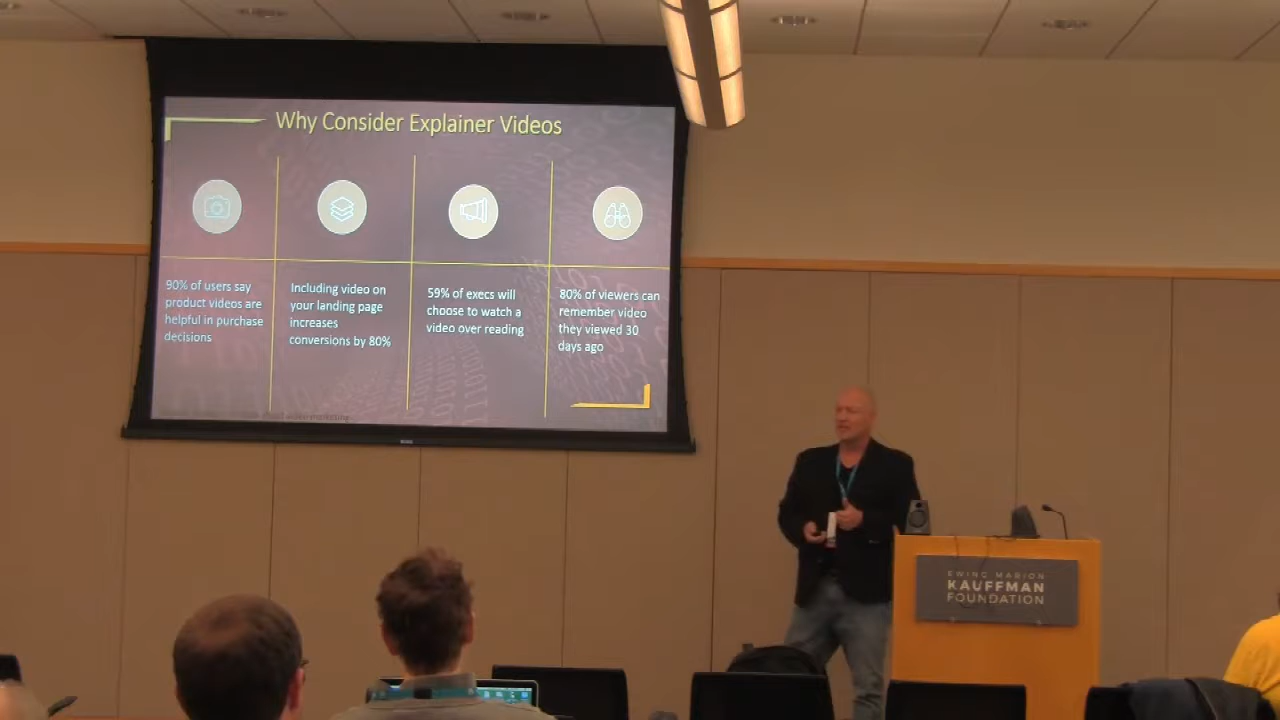 Why Consider Explainer Videos
90% of users say
product videos are
helpful in purchase
decisions
Including video on
your landing page
increases
conversions by 80%
59% of execs will
choose to watch a
video over reading
80% of viewers can
remember video
they viewed 30
days ago
EWING MARION
KAUFFMAN
FOUNDATION